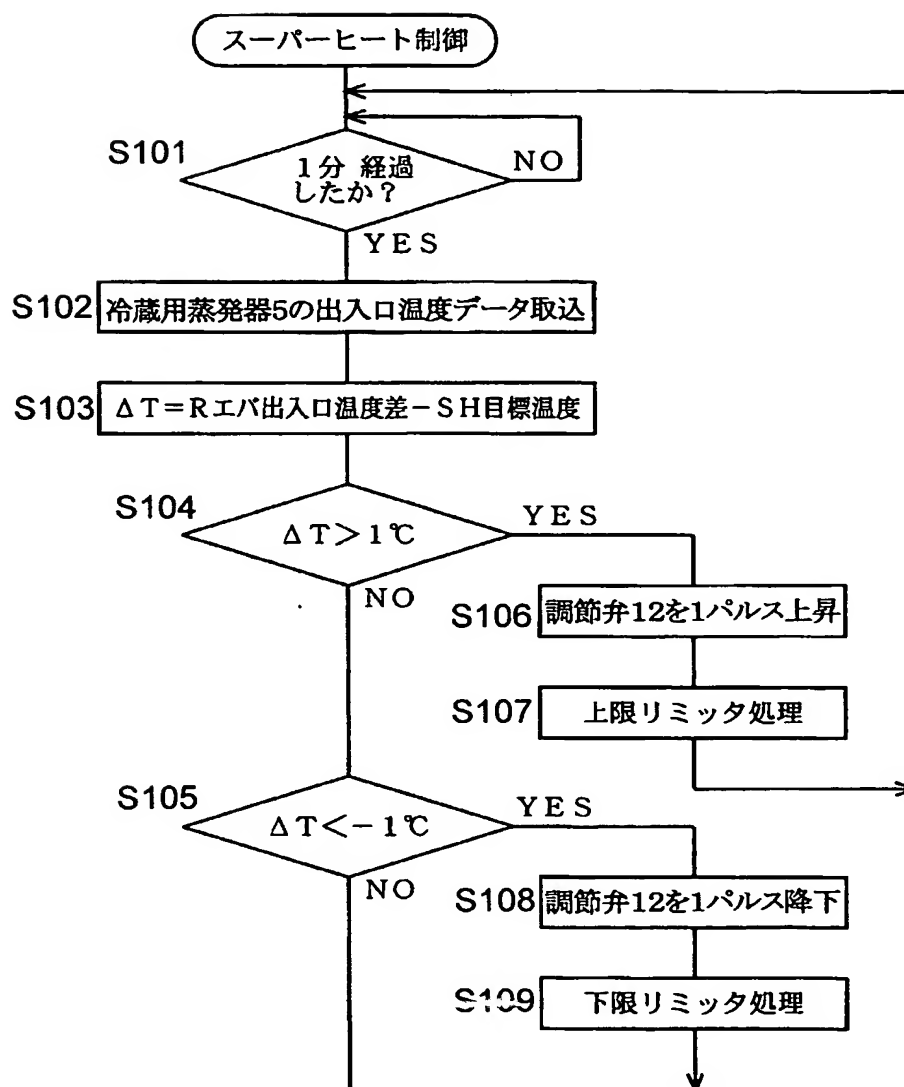 スーパーヒート制御
S101
1分 経過
したか?
NO
YES
S102
冷蔵用蒸発器5の出入口温度データ取込
S103
ΔT=Rエバ出入口温度差-SH目標温度
S104
ΔT>1℃
YES
NO
S106
調節弁12を1パルス上昇
S107
上限リミッタ処理
S105
ΔT<-1℃
YES
NO
S108
調節弁12を1パルス降下
S109
下限リミッタ処理